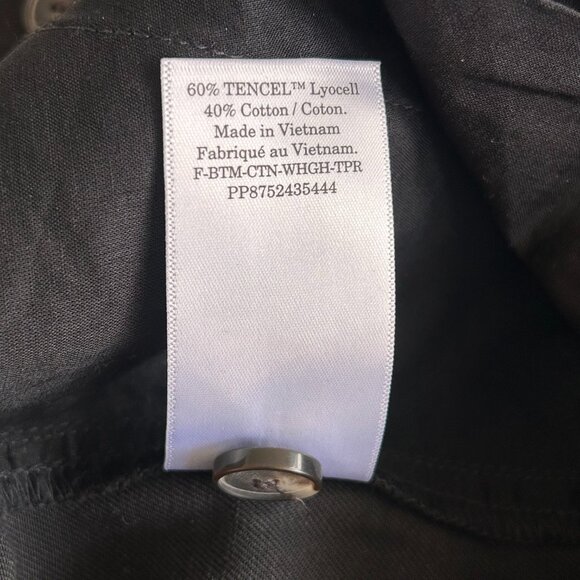 60% TENCEL™ Lyocell
40% Cotton / Coton.
Made in Vietnam
Fabriqué au Vietnam.
F-BTM-CTN-WHGH-TPR
PP8752435444